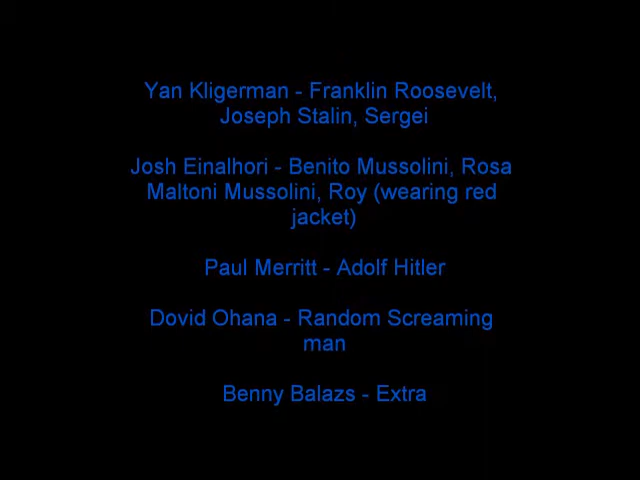 Yan Kligerman - Franklin Roosevelt,
Joseph Stalin, Sergei
Josh Einalhori - Benito Mussolini, Rosa
Maltoni Mussolini, Roy (wearing red
jacket)
Paul Merritt - Adolf Hitler
Dovid Ohana - Random Screaming
man
Benny Balazs - Extra